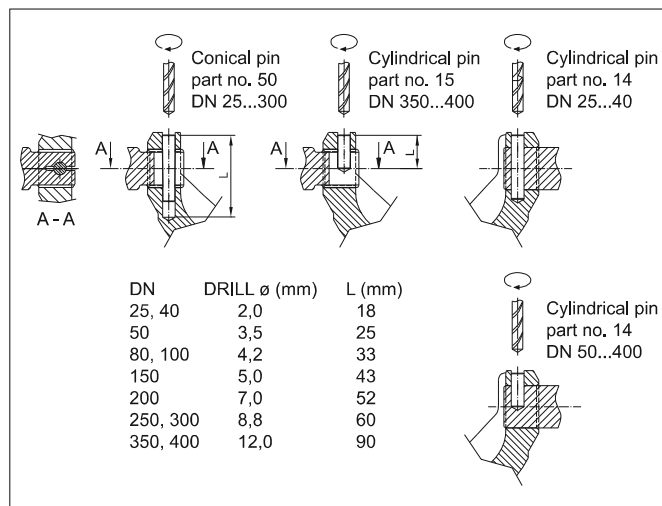 Conical pin
part no. 50
DN 25...300
Cylindrical pin
part no. 15
DN 350...400
Cylindrical pin
part no. 14
DN 25...40
A A
L
A A
L
A - A
DN DRILL ø (mm) L (mm)
25, 40 2,0 18
50 3,5 25
80, 100 4,2 33
150 5,0 43
200 7,0 52
250, 300 8,8 60
350, 400 12,0 90
Cylindrical pin
part no. 14
DN 50...400